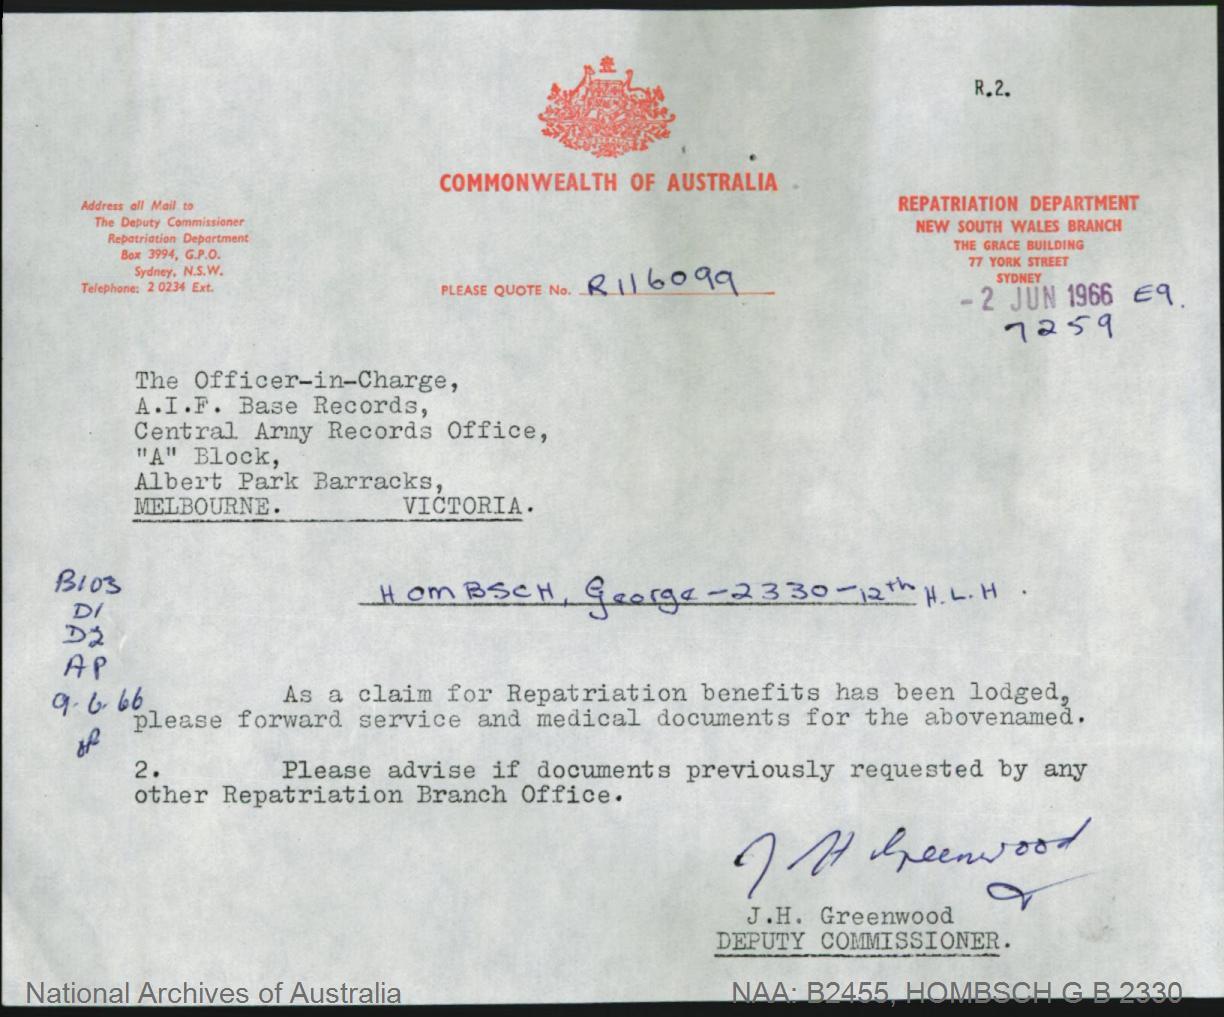 R.2.
COMMONWEALTH OF AUSTRALIA
Address all Mail to
The Deputy Commissioner
Repatriation Department
Box 3994, G.P.O.
Sydney, N.S.W.
Telephone: 2 0234 Ext.
PLEASE QUOTE No. R116099
REPATRIATION DEPARTMENT
NEW SOUTH WALES BRANCH
THE GRACE BUILDING
77 YORK STREET
SYDNEY
-2 JUN 1966 E9.
7259
The Officer-in-Charge,
A.I.F. Base Records,
Central Army Records Office,
"A" Block,
Albert Park Barracks,
MELBOURNE. VICTORIA.
HOMBSCH, George-2330-12th H.L.H.
B103
D1
D2
AP
9.6.66
As a claim for Repatriation benefits has been lodged,
please forward service and medical documents for the abovenamed.
2. Please advise if documents previously requested by any
other Repatriation Branch Office.
J H Greenwood
J.H. Greenwood
DEPUTY COMMISSIONER.
National Archives of Australia
NAA: B2455, HOMBSCH G B 2330